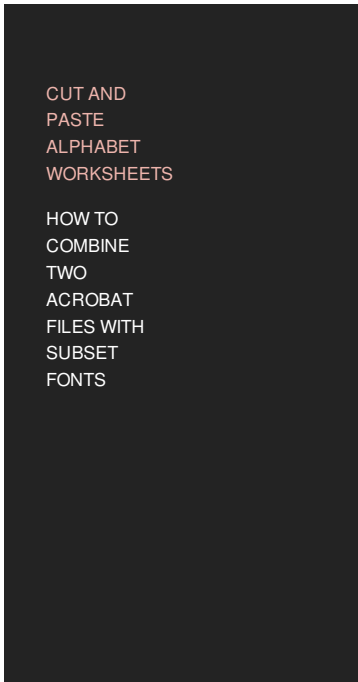 CUT AND
PASTE
ALPHABET
WORKSHEETS
HOW TO
COMBINE
TWO
ACROBAT
FILES WITH
SUBSET
FONTS